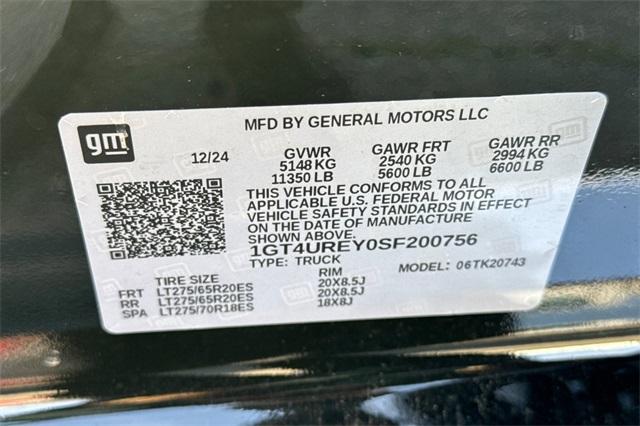 MFD BY GENERAL MOTORS LLC
gm
12/24
GVWR GAWR FRT GAWR RR
5148 KG 2540 KG 2994 KG
11350 LB 5600 LB 6600 LB
THIS VEHICLE CONFORMS TO ALL
APPLICABLE U.S. FEDERAL MOTOR
VEHICLE SAFETY STANDARDS IN EFFECT
ON THE DATE OF MANUFACTURE
SHOWN ABOVE.
1GT4UREY0SF200756
TYPE: TRUCK MODEL: 06TK20743
TIRE SIZE RIM
FRT LT275/65R20ES 20X8.5J
RR LT275/65R20ES 20X8.5J
SPA LT275/70R18ES 18X8J